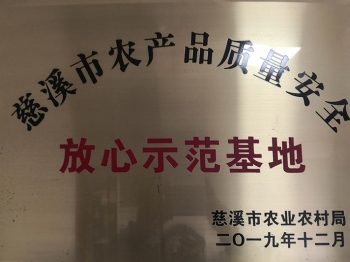 慈溪市农产品质量安全
放心示范基地
慈溪市农业农村局
二〇一九年十二月